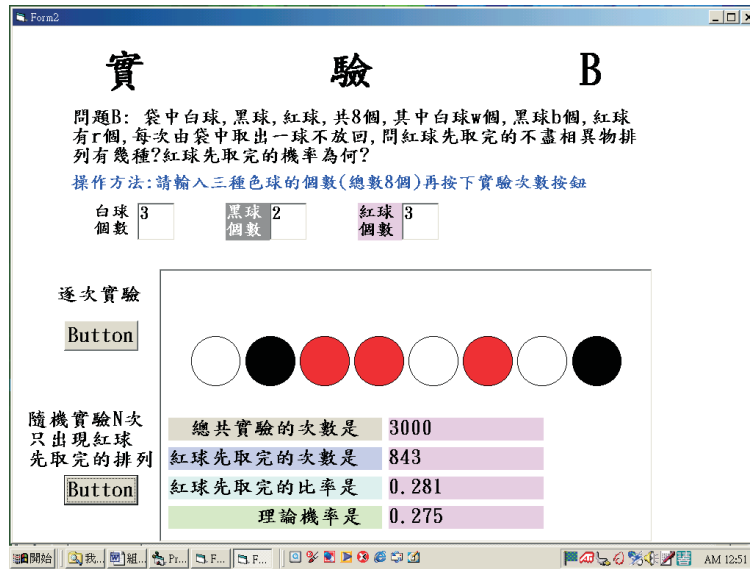 Form2
實 驗 B
問題B: 袋中白球,黑球,紅球,共8個,其中白球w個,黑球b個,紅球
有r個,每次由袋中取出一球不放回,問紅球先取完的不盡相異物排
列有幾種?紅球先取完的機率為何?
操作方法:請輸入三種色球的個數(總數8個)再按下實驗次數按鈕
白球
個數 3
黑球
個數 2
紅球
個數 3
逐次實驗
Button
隨機實驗N次
只出現紅球
先取完的排列
Button
總共實驗的次數是 3000
紅球先取完的次數是 843
紅球先取完的比率是 0.281
理論機率是 0.275
開始 我... 組... Pr... F... F... AM 12:51